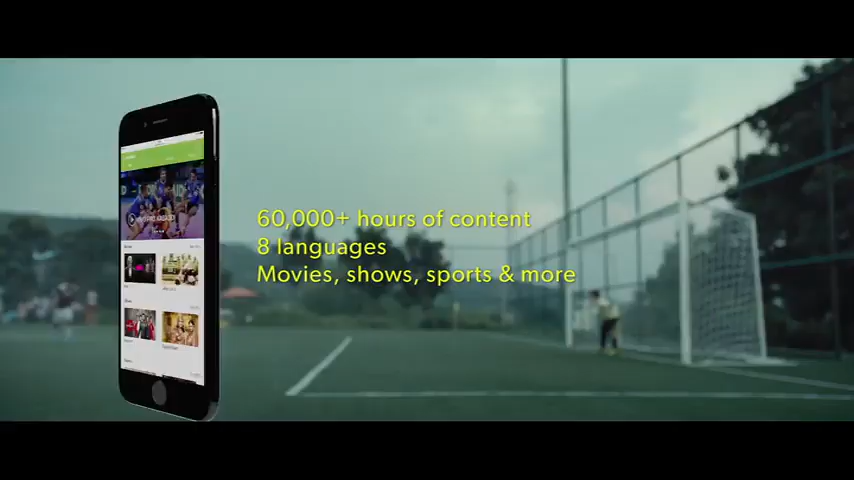 60,000+ hours of content
8 languages
Movies, shows, sports & more